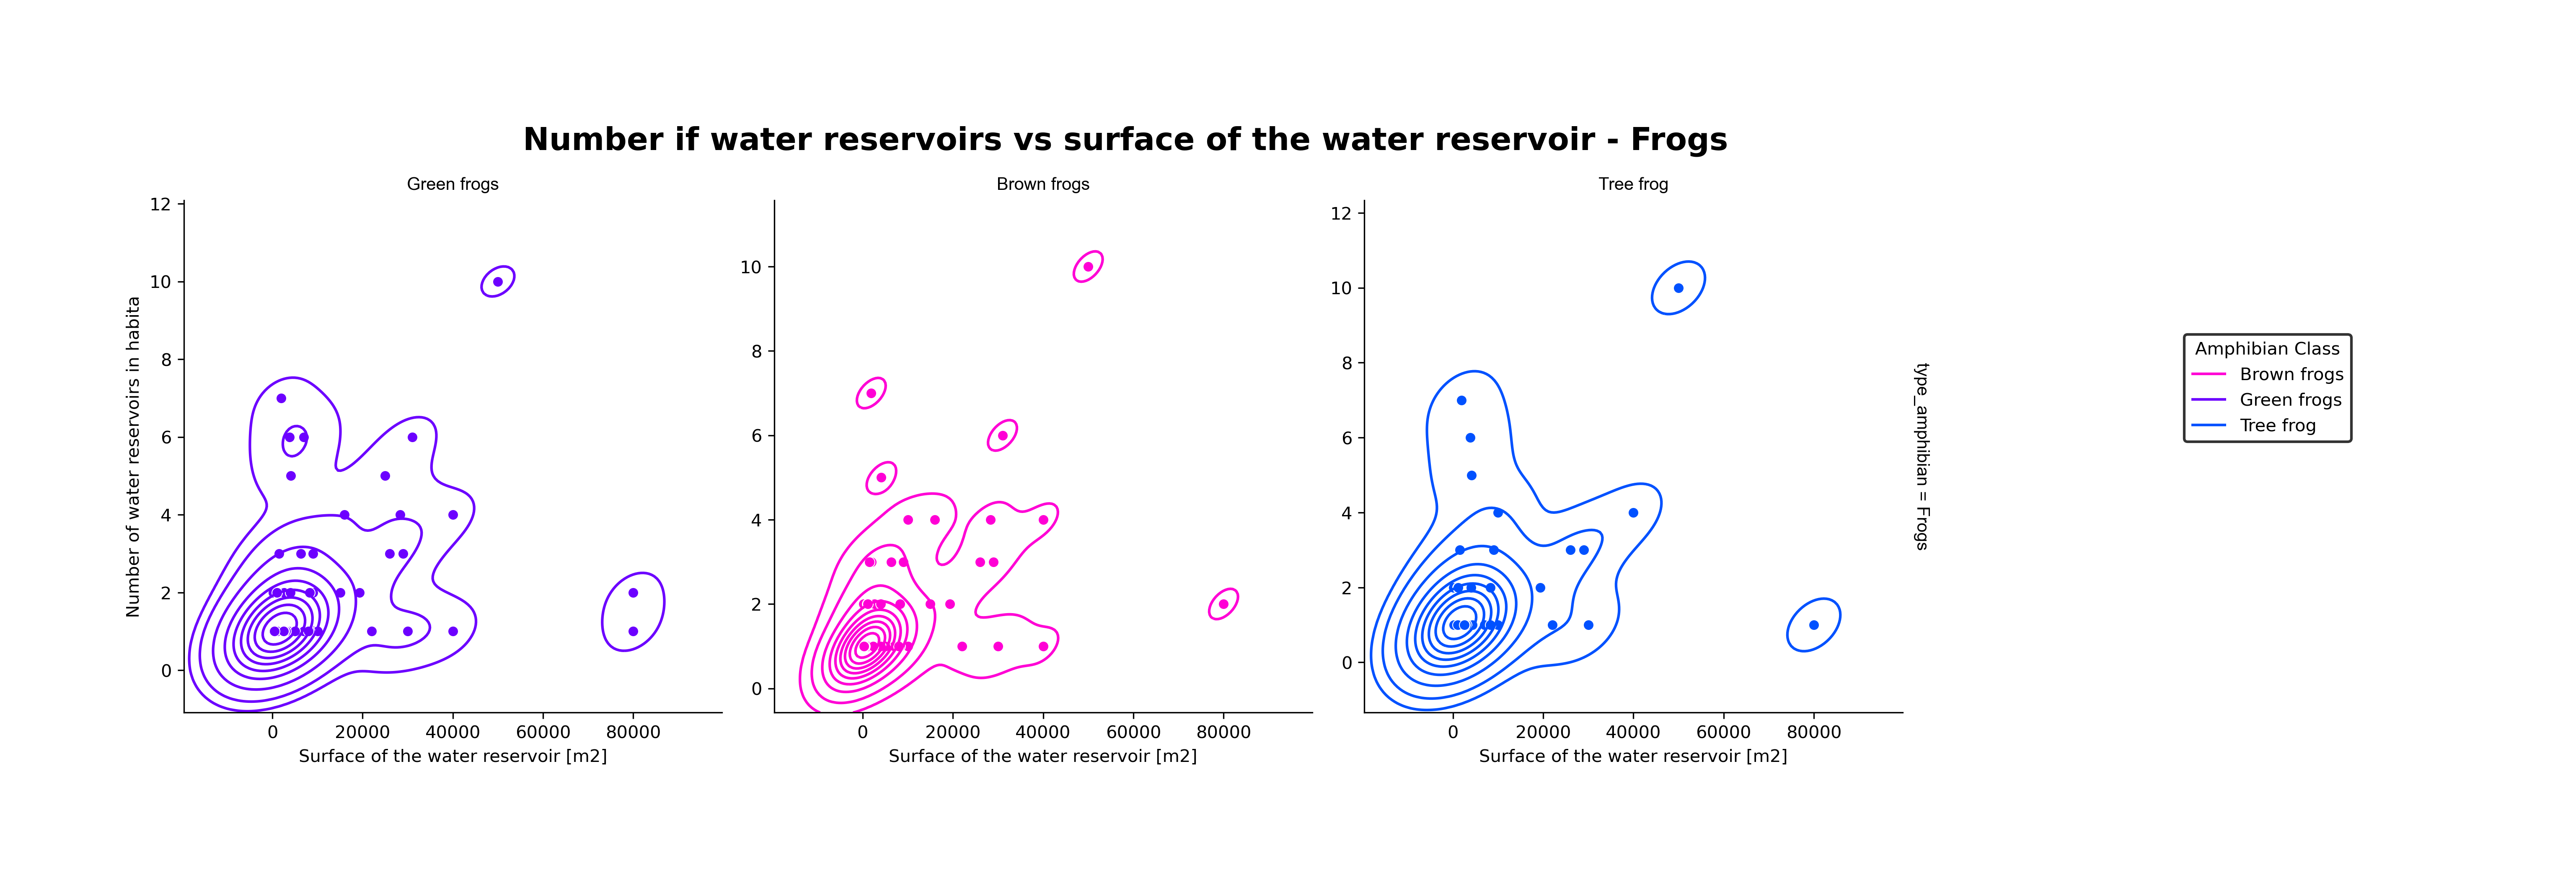 Number if water reservoirs vs surface of the water reservoir - Frogs
Green frogs
Brown frogs
Tree frog
12
10
8
6
4
2
0
Number of water reservoirs in habita
0 20000 40000 60000 80000
Surface of the water reservoir [m2]
10
8
6
4
2
0
0 20000 40000 60000 80000
Surface of the water reservoir [m2]
12
10
8
6
4
2
0
0 20000 40000 60000 80000
Surface of the water reservoir [m2]
type_amphibian = Frogs
Amphibian Class
Brown frogs
Green frogs
Tree frog